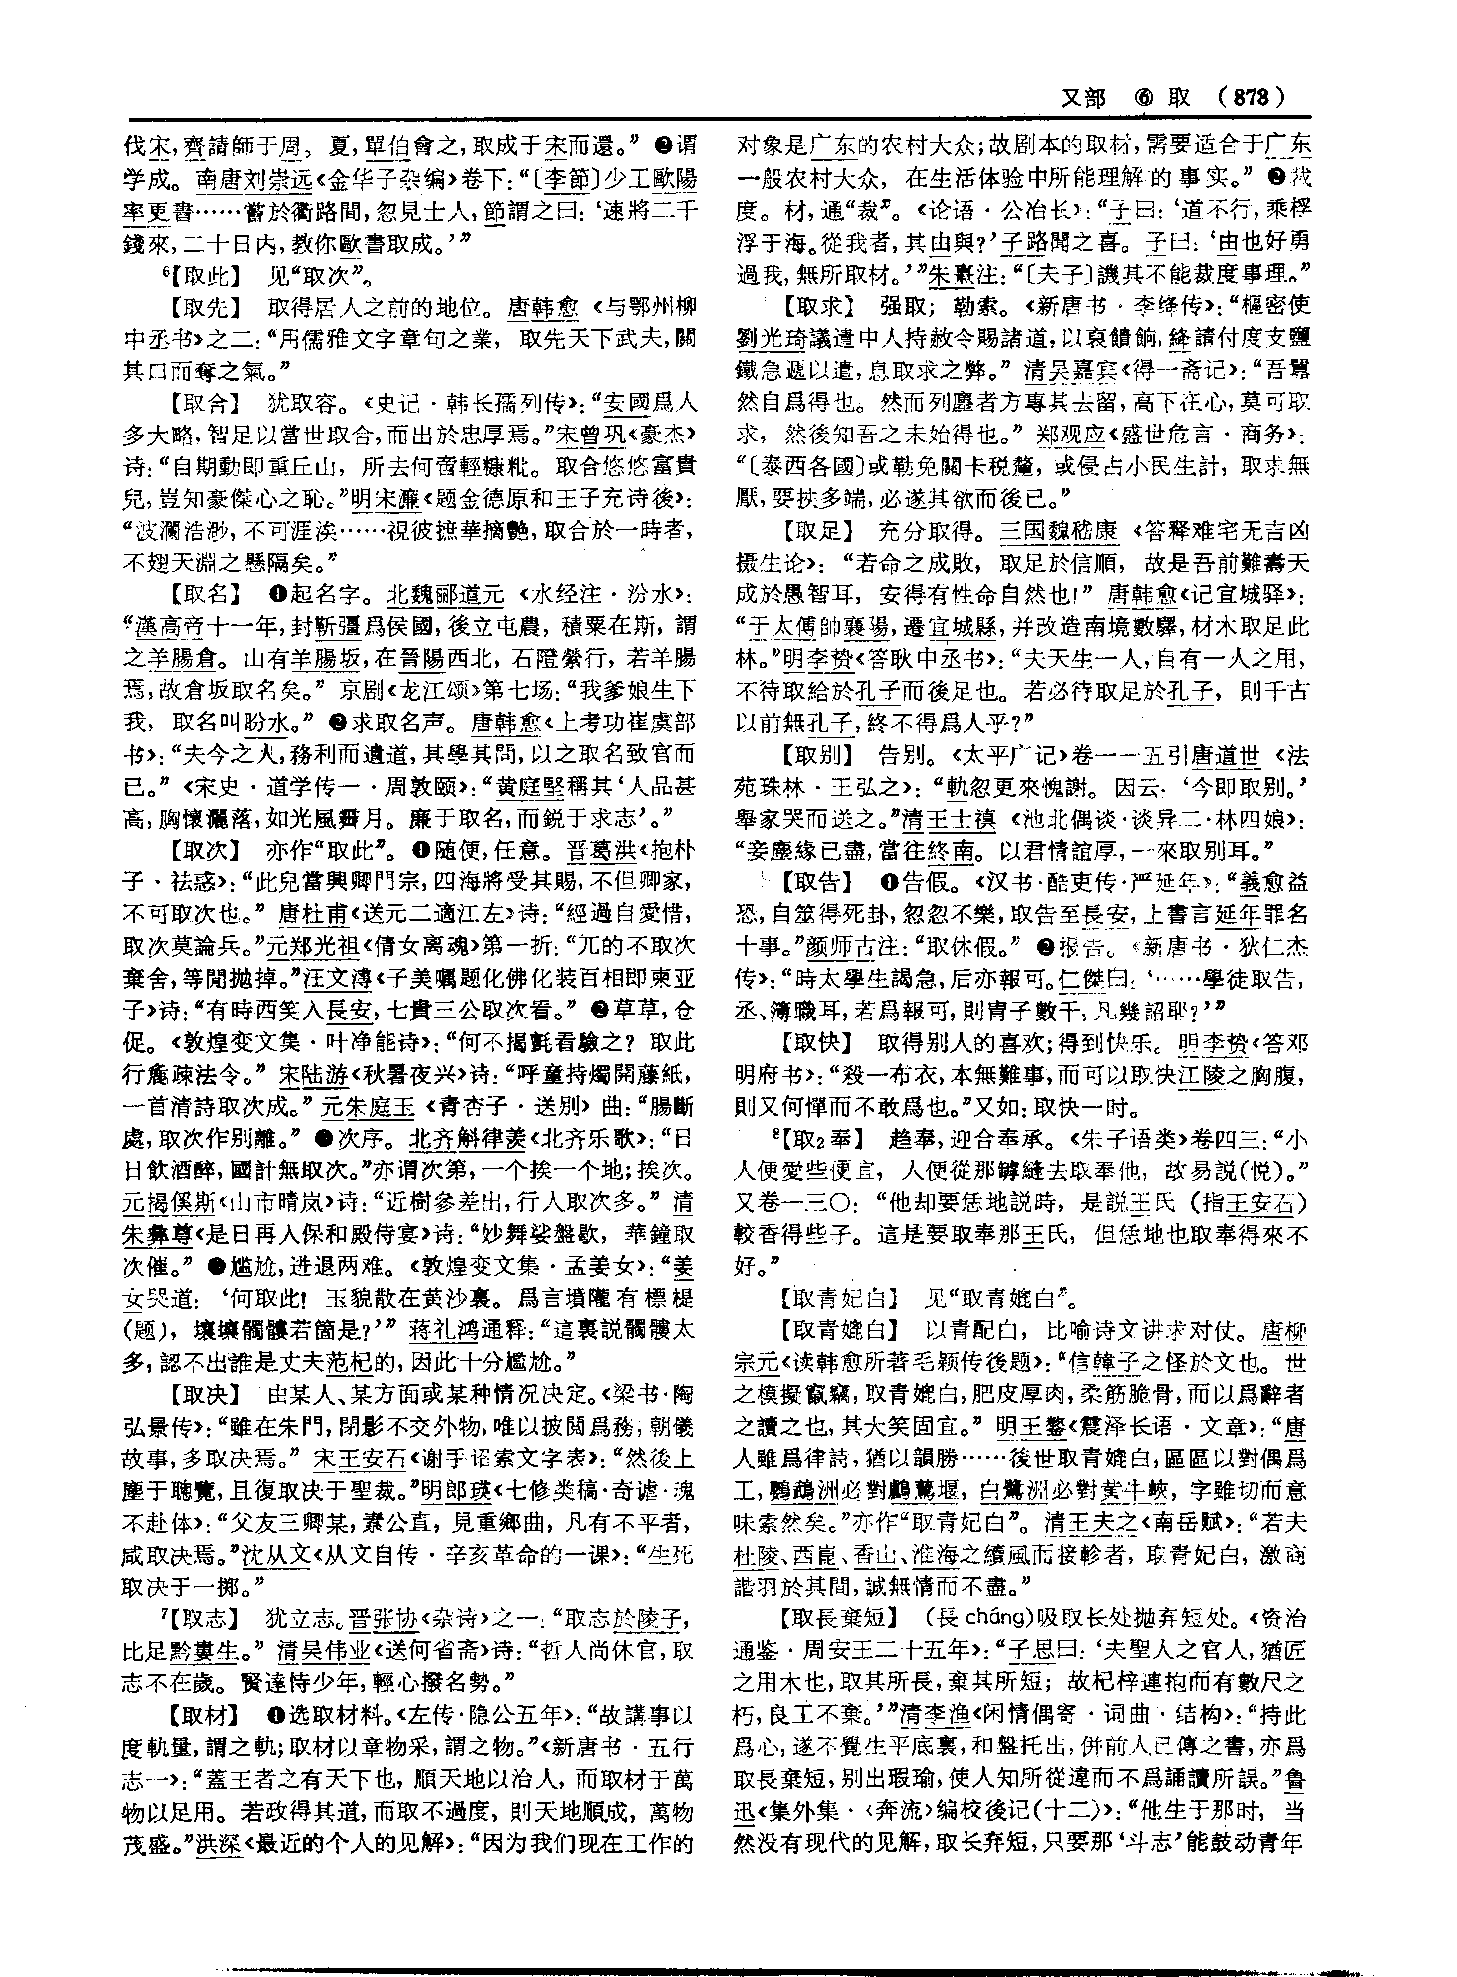 又部 ⑥ 取 (873)
伐宋,齊請師于周。夏,單伯會之,取成于宋而還。” ❷谓
学成。南唐刘崇远《金华子杂编》卷下:“〔李節〕少工歐陽
率更書……嘗於衢路間,忽見士人,節謂之曰:‘速將二千
錢來,二十日内,教你歐書取成。’”
⁶【取此】 见“取次”。
【取先】 取得居人之前的地位。唐韩愈《与鄂州柳
中丞书》之二:“用儒雅文字章句之業,取先天下武夫,關
其口而奪之氣。”
【取合】 犹取容。《史记·韩长孺列传》:“安國爲人
多大略,智足以當世取合,而出於忠厚焉。”宋曾巩《豪杰》
诗:“自期動即重丘山,所去何啻輕糠粃。取合悠悠富貴
兒,豈知豪傑心之恥。”明宋濂《题金德原和王子充诗後》:
“波瀾浩渺,不可涯涘……視彼摭華摘艷,取合於一時者,
不翅天淵之懸隔矣。”
【取名】 ❶起名字。北魏郦道元《水经注·汾水》:
“漢高帝十一年,封靳彊爲侯國,後立屯農,積粟在斯,謂
之羊腸倉。山有羊腸坂,在晉陽西北,石隥縈行,若羊腸
焉,故倉坂取名矣。”京剧《龙江颂》第七场:“我爹娘生下
我,取名叫盼水。” ❷求取名声。唐韩愈《上考功崔虞部
书》:“夫今之人,務利而遺道,其學其問,以之取名致官而
已。”《宋史·道学传一·周敦颐》:“黄庭堅稱其‘人品甚
高,胸懷灑落,如光風霽月。廉于取名,而鋭于求志’。”
【取次】 亦作“取此”。❶随便,任意。晋葛洪《抱朴
子·祛惑》:“此兒當興卿門宗,四海將受其賜,不但卿家,
不可取次也。”唐杜甫《送元二適江左》诗:“經過自愛惜,
取次莫論兵。”元郑光祖《倩女离魂》第一折:“兀的不取次
棄舍,等閒抛掉。”汪文溥《子美嘱题化佛化装百相即柬亚
子》诗:“有時西笑入長安,七貴三公取次看。” ❷草草,仓
促。《敦煌变文集·叶净能诗》:“何不揭氈看驗之?取此
行麁疎法令。”宋陆游《秋暑夜兴》诗:“呼童持燭開藤紙,
一首清詩取次成。”元朱庭玉《青杏子·送别》曲:“腸斷
處,取次作别離。” ●次序。北齐斛律羡《北齐乐歌》:“日
日飲酒醉,國計無取次。”亦谓次第,一个挨一个地;挨次。
元揭傒斯《山市晴岚》诗:“近樹參差出,行人取次多。”清
朱彝尊《是日再入保和殿侍宴》诗:“妙舞娑盤歇,華鐘取
次催。” ●尴尬,进退两难。《敦煌变文集·孟姜女》:“姜
女哭道:‘何取此!玉貌散在黄沙裏。爲言墳隴有標榽
(题),壤壤髑髏若箇是?’”蒋礼鸿通释:“這裏説髑髏太
多,認不出誰是丈夫范杞的,因此十分尷尬。”
【取决】 由某人、某方面或某种情况决定。《梁书·陶
弘景传》:“雖在朱門,閉影不交外物,唯以披閲爲務;朝儀
故事,多取决焉。”宋王安石《谢手诏索文字表》:“然後上
塵于聰覽,且復取决于聖裁。”明郎瑛《七修类稿·奇谑·魂
不赴体》:“父友三卿某,素公直,見重鄉曲,凡有不平者,
咸取决焉。”沈从文《从文自传·辛亥革命的一课》:“生死
取决于一掷。”
⁷【取志】 犹立志。晋张协《杂诗》之一:“取志於陵子,
比足黔婁生。”清吴伟业《送何省斋》诗:“哲人尚休官,取
志不在歲。賢達恃少年,輕心撥名勢。”
【取材】 ❶选取材料。《左传·隐公五年》:“故講事以
度軌量,謂之軌;取材以章物采,謂之物。”《新唐书·五行
志一》:“蓋王者之有天下也,順天地以治人,而取材于萬
物以足用。若政得其道,而取不過度,則天地順成,萬物
茂盛。”洪深《最近的个人的见解》:“因为我们现在工作的
对象是广东的农村大众;故剧本的取材,需要适合于广东
一般农村大众,在生活体验中所能理解的事实。” ❷裁
度。材,通“裁”。《论语·公冶长》:“子曰:‘道不行,乘桴
浮于海。從我者,其由與?’子路聞之喜。子曰:‘由也好勇
過我,無所取材。’”朱熹注:“〔夫子〕譏其不能裁度事理。”
【取求】 强取;勒索。《新唐书·李绛传》:“樞密使
劉光琦議遣中人持赦令賜諸道,以裒饋餉,絳請付度支鹽
鐵急遞以遣,息取求之弊。”清吴嘉宾《得一斋记》:“吾囂
然自爲得也。然而列廛者方專其去留,高下在心,莫可取
求,然後知吾之未始得也。”郑观应《盛世危言·商务》:
“〔泰西各國〕或勒免關卡税釐,或侵占小民生計,取求無
厭,要挾多端,必遂其欲而後已。”
【取足】 充分取得。三国魏嵇康《答释难宅无吉凶
摄生论》:“若命之成敗,取足於信順,故是吾前難壽夭
成於愚智耳,安得有性命自然也!”唐韩愈《记宜城驿》:
“于太傅帥襄陽,遷宜城縣,并改造南境數驛,材木取足此
林。”明李贽《答耿中丞书》:“夫天生一人,自有一人之用,
不待取給於孔子而後足也。若必待取足於孔子,則千古
以前無孔子,終不得爲人乎?”
【取别】 告别。《太平广记》卷一一五引唐道世《法
苑珠林·王弘之》:“軌忽更來愧謝。因云:‘今即取别。’
舉家哭而送之。”清王士禛《池北偶谈·谈异二·林四娘》:
“妾塵緣已盡,當往終南。以君情誼厚,一來取别耳。”
【取告】 ❶告假。《汉书·酷吏传·严延年》:“義愈益
恐,自筮得死卦,忽忽不樂,取告至長安,上書言延年罪名
十事。”颜师古注:“取休假。” ❷报告。《新唐书·狄仁杰
传》:“時太學生謁急,后亦報可。仁傑曰:‘……學徒取告,
丞、簿職耳,若爲報可,則胄子數千,凡幾詔耶?’”
【取快】 取得别人的喜欢;得到快乐。明李贽《答邓
明府书》:“殺一布衣,本無難事,而可以取快江陵之胸腹,
則又何憚而不敢爲也。”又如:取快一时。
⁸【取₂奉】 趋奉,迎合奉承。《朱子语类》卷四三:“小
人便愛些便宜,人便從那罅縫去取奉他,故易説(悦)。”
又卷一三〇:“他却要恁地説時,是説王氏(指王安石)
較香得些子。這是要取奉那王氏,但恁地也取奉得來不
好。”
【取青妃白】 见“取青媲白”。
【取青媲白】 以青配白,比喻诗文讲求对仗。唐柳
宗元《读韩愈所著毛颖传後题》:“信韓子之怪於文也。世
之模擬竄竊,取青媲白,肥皮厚肉,柔筋脆骨,而以爲辭者
之讀之也,其大笑固宜。”明王鏊《震泽长语·文章》:“唐
人雖爲律詩,猶以韻勝……後世取青媲白,區區以對偶爲
工,鸚鵡洲必對鸕鶿堰,白鷺洲必對黄牛峽,字雖切而意
味索然矣。”亦作“取青妃白”。清王夫之《南岳赋》:“若夫
杜陵、西崑、香山、淮海之續風而接軫者,取青妃白,激商
諧羽於其間,誠無情而不盡。”
【取長棄短】 (長 cháng)吸取长处抛弃短处。《资治
通鉴·周安王二十五年》:“子思曰:‘夫聖人之官人,猶匠
之用木也,取其所長,棄其所短;故杞梓連抱而有數尺之
朽,良工不棄。’”清李渔《闲情偶寄·词曲·结构》:“持此
爲心,遂不覺生平底裏,和盤托出,併前人已傳之書,亦爲
取長棄短,别出瑕瑜,使人知所從違而不爲誦讀所誤。”鲁
迅《集外集·〈奔流〉编校後记(十二)》:“他生于那时,当
然没有现代的见解,取长弃短,只要那‘斗志’能鼓动青年